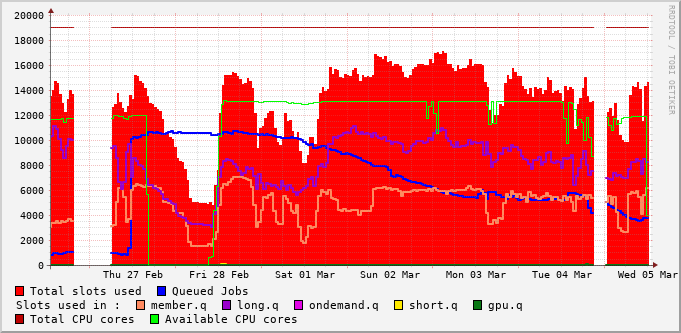 20000
18000
16000
14000
12000
10000
8000
6000
4000
2000
0
Thu 27 Feb Fri 28 Feb Sat 01 Mar Sun 02 Mar Mon 03 Mar Tue 04 Mar Wed 05 Mar
Total slots used Queued Jobs
Slots used in : member.q long.q ondemand.q short.q gpu.q
Total CPU cores Available CPU cores
RRDTOOL / TOBI OETIKER